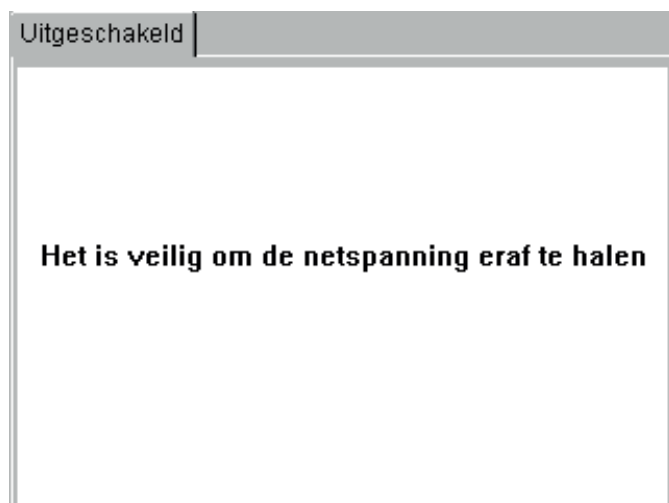 Uitgeschakeld
Het is veilig om de netspanning eraf te halen